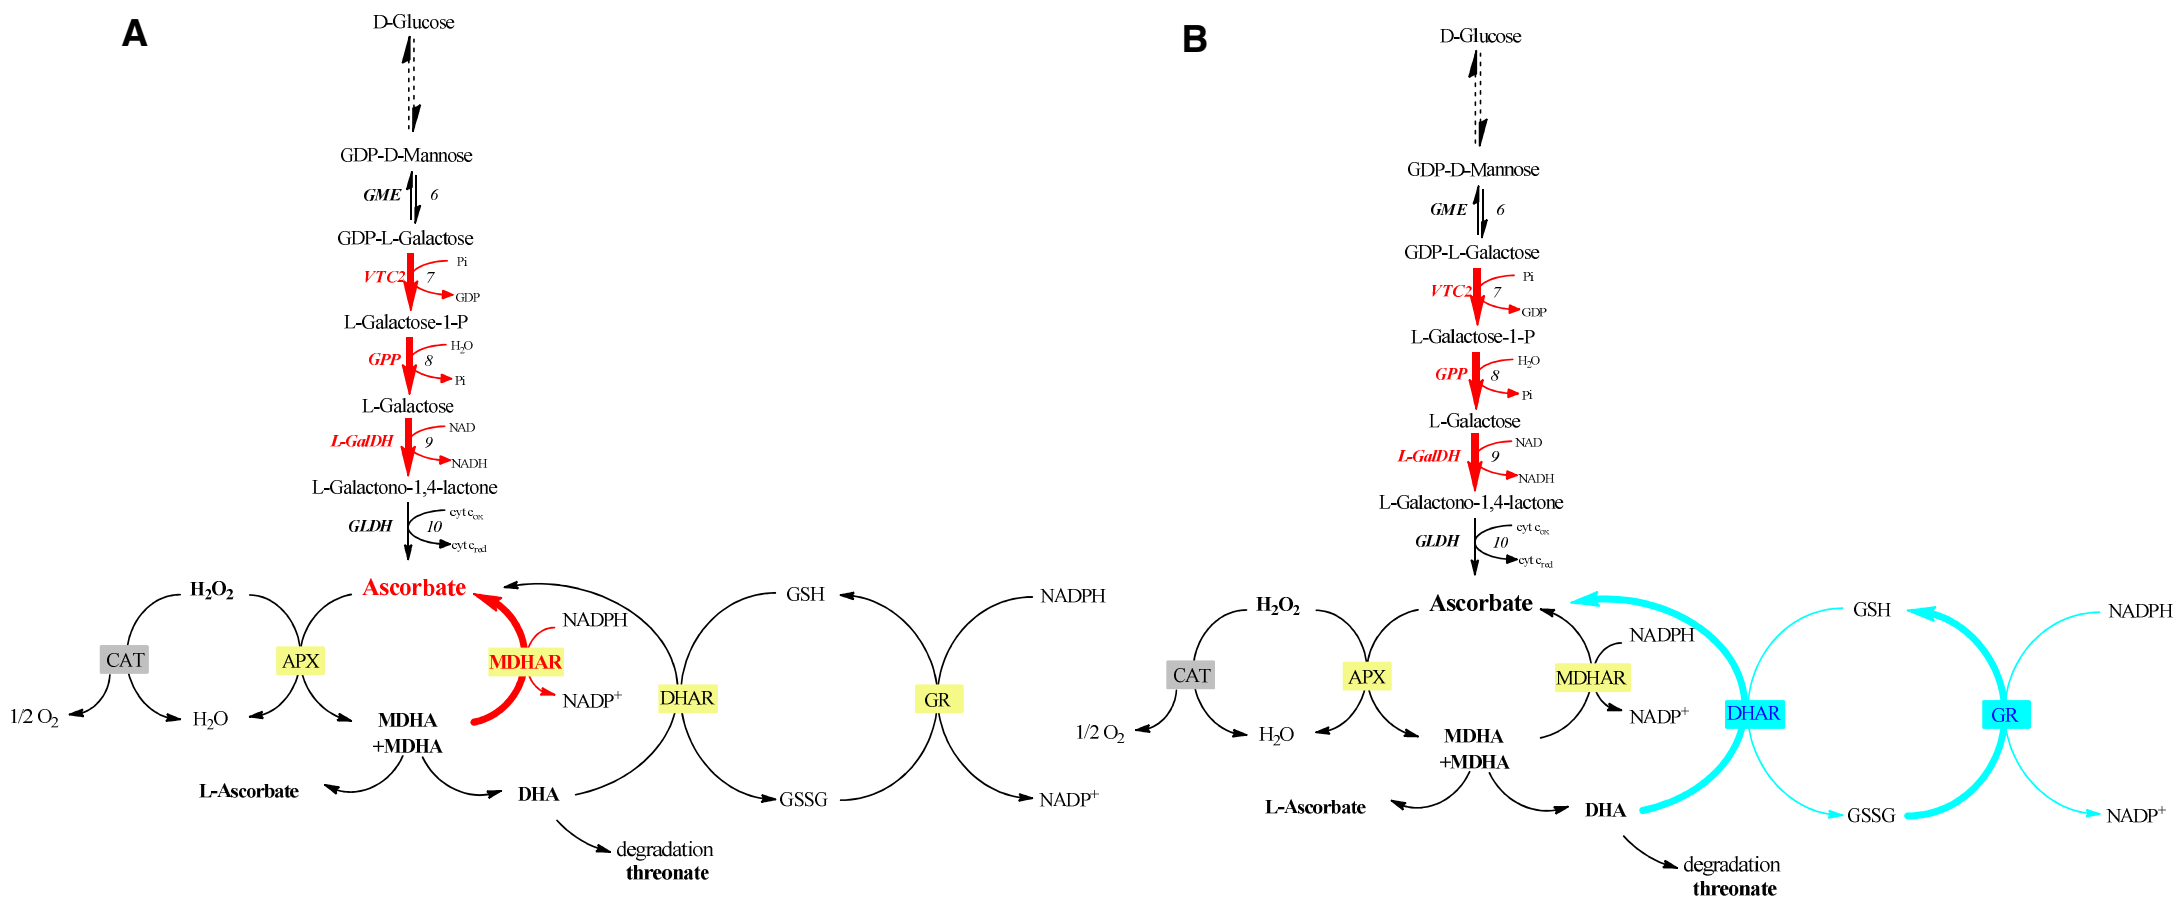 A
D-Glucose
GDP-D-Mannose
GME 6
GDP-L-Galactose
Pi
VTC2 7
GDP
L-Galactose-1-P
H2O
GPP 8
Pi
L-Galactose
NAD
L-GalDH 9
NADH
L-Galactono-1,4-lactone
cyt cox
GLDH 10
cyt cred
H2O2 Ascorbate GSH NADPH
NADPH
CAT APX MDHAR DHAR GR
NADP+
1/2 O2 H2O MDHA
+MDHA
L-Ascorbate DHA GSSG NADP+
degradation
threonate
B
D-Glucose
GDP-D-Mannose
GME 6
GDP-L-Galactose
Pi
VTC2 7
GDP
L-Galactose-1-P
H2O
GPP 8
Pi
L-Galactose
NAD
L-GalDH 9
NADH
L-Galactono-1,4-lactone
cyt cox
GLDH 10
cyt cred
H2O2 Ascorbate GSH NADPH
NADPH
CAT APX MDHAR DHAR GR
NADP+
1/2 O2 H2O MDHA
+MDHA
L-Ascorbate DHA GSSG NADP+
degradation
threonate